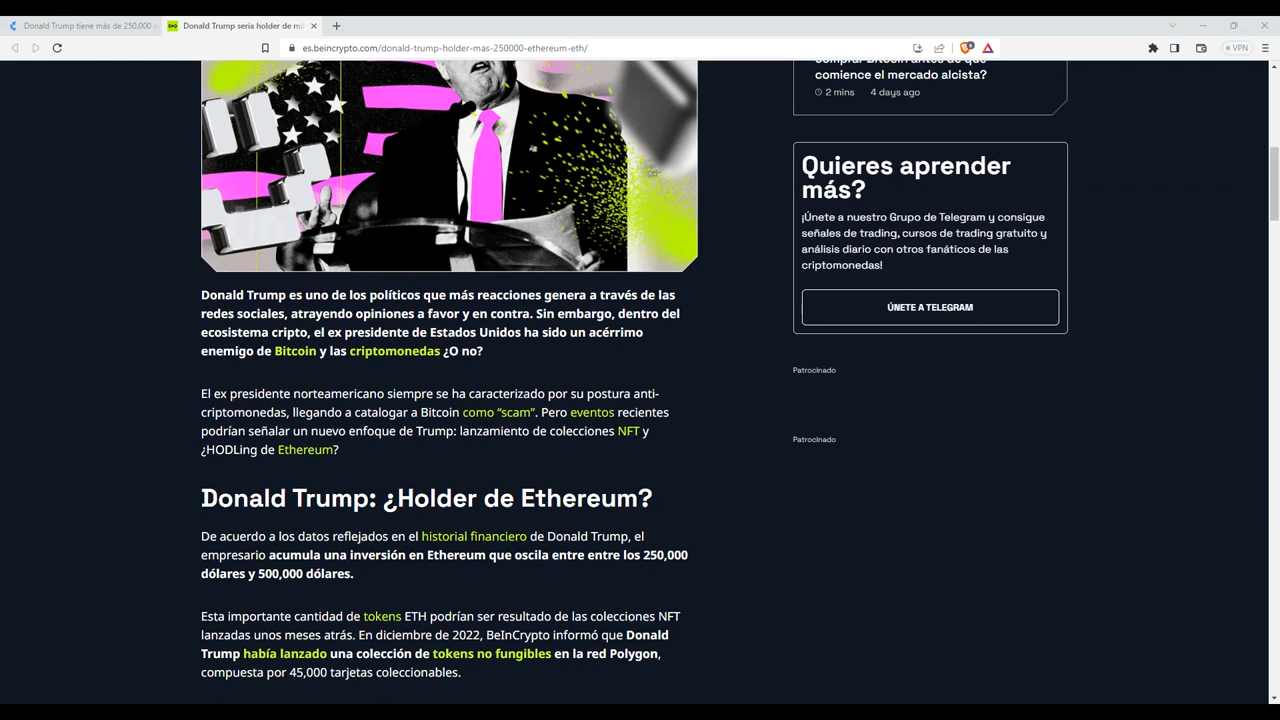 Donald Trump tiene más de 250.000
Donald Trump sería holder de m
es.beincrypto.com/donald-trump-holder-mas-250000-ethereum-eth/
VPN
comience el mercado alcista?
2 mins 4 days ago
Quieres aprender
más?
¡Únete a nuestro Grupo de Telegram y consigue
señales de trading, cursos de trading gratuito y
análisis diario con otros fanáticos de las
criptomonedas!
ÚNETE A TELEGRAM
Patrocinado
Patrocinado
Donald Trump es uno de los políticos que más reacciones genera a través de las
redes sociales, atrayendo opiniones a favor y en contra. Sin embargo, dentro del
ecosistema cripto, el ex presidente de Estados Unidos ha sido un acérrimo
enemigo de Bitcoin y las criptomonedas ¿O no?
El ex presidente norteamericano siempre se ha caracterizado por su postura anti-
criptomonedas, llegando a catalogar a Bitcoin como “scam”. Pero eventos recientes
podrían señalar un nuevo enfoque de Trump: lanzamiento de colecciones NFT y
¿HODLing de Ethereum?
Donald Trump: ¿Holder de Ethereum?
De acuerdo a los datos reflejados en el historial financiero de Donald Trump, el
empresario acumula una inversión en Ethereum que oscila entre entre los 250,000
dólares y 500,000 dólares.
Esta importante cantidad de tokens ETH podrían ser resultado de las colecciones NFT
lanzadas unos meses atrás. En diciembre de 2022, BeInCrypto informó que Donald
Trump había lanzado una colección de tokens no fungibles en la red Polygon,
compuesta por 45,000 tarjetas coleccionables.